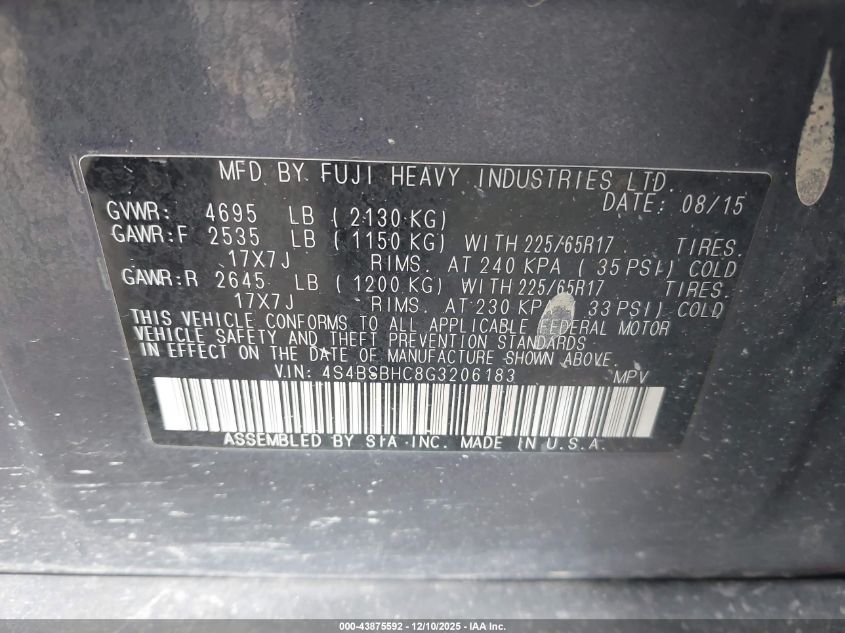 MFD BY FUJI HEAVY INDUSTRIES LTD.
DATE: 08/15
GVWR: 4695 LB (2130 KG)
GAWR:F 2535 LB (1150 KG) WITH 225/65R17 TIRES.
17X7J RIMS. AT 240 KPA (35 PSI) COLD
GAWR:R 2645 LB (1200 KG) WITH 225/65R17 TIRES.
17X7J RIMS. AT 230 KPA 33 PSI) COLD
THIS VEHICLE CONFORMS TO ALL APPLICABLE FEDERAL MOTOR
VEHICLE SAFETY AND THEFT PREVENTION STANDARDS
IN EFFECT ON THE DATE OF MANUFACTURE SHOWN ABOVE.
VIN: 4S4BSBHC8G3206183 MPV
ASSEMBLED BY SIA INC. MADE IN U.S.A.
000-43875592 - 12/10/2025 - IAA Inc.